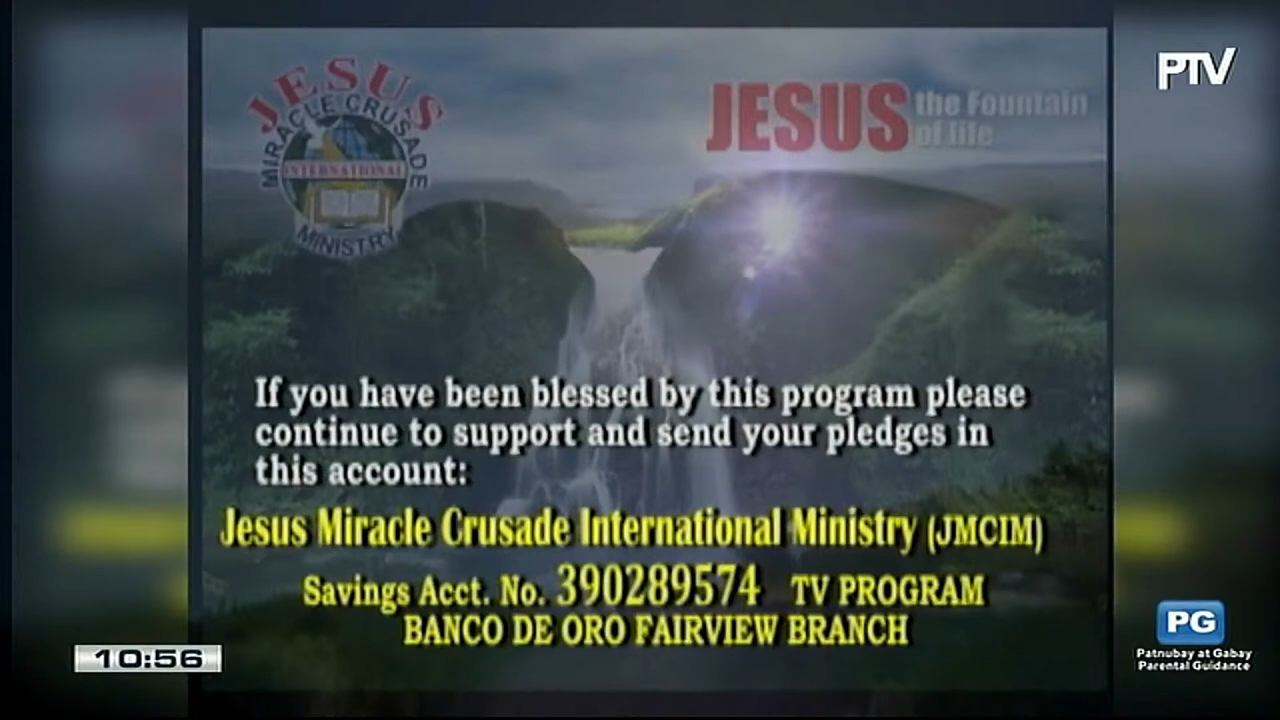 PTV
JESUS
MIRACLE CRUSADE
INTERNATIONAL
MINISTRY
JESUS the Fountain
of life
If you have been blessed by this program please
continue to support and send your pledges in
this account:
Jesus Miracle Crusade International Ministry (JMCIM)
Savings Acct. No. 390289574 TV PROGRAM
BANCO DE ORO FAIRVIEW BRANCH
10:56
PG
Patnubay at Gabay
Parental Guidance